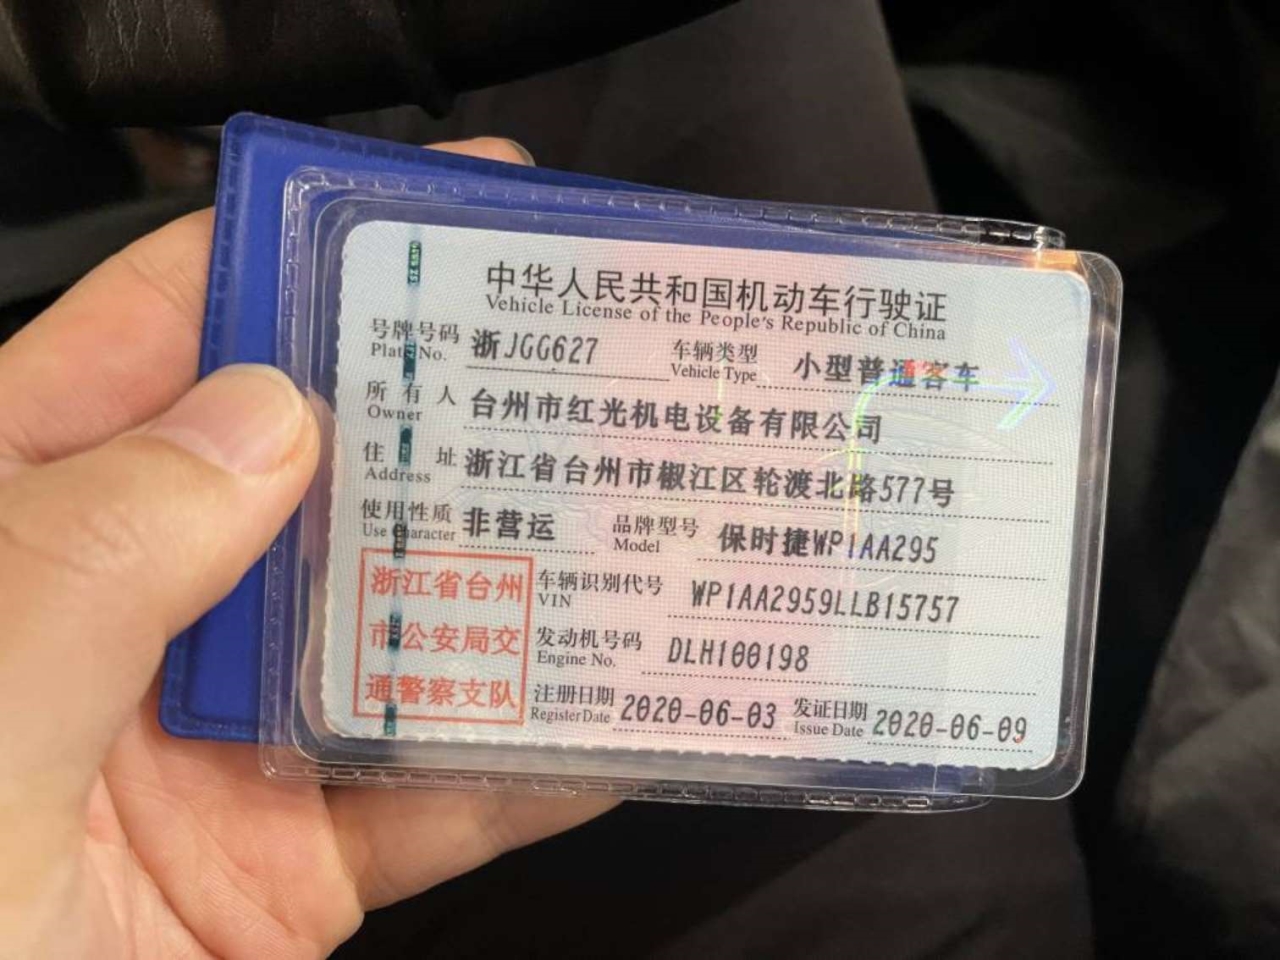 中华人民共和国机动车行驶证
Vehicle License of the People's Republic of China
号牌号码 浙JGG627 车辆类型 小型普通客车
Plate No. Vehicle Type
所有人 台州市红光机电设备有限公司
Owner
住址 浙江省台州市椒江区轮渡北路577号
Address
使用性质 非营运 品牌型号 保时捷WP1AA295
Use Character Model
浙江省台州
市公安局交
通警察支队
车辆识别代号 WP1AA2959LLB15757
VIN
发动机号码 DLH100198
Engine No.
注册日期 2020-06-03 发证日期 2020-06-09
Register Date Issue Date